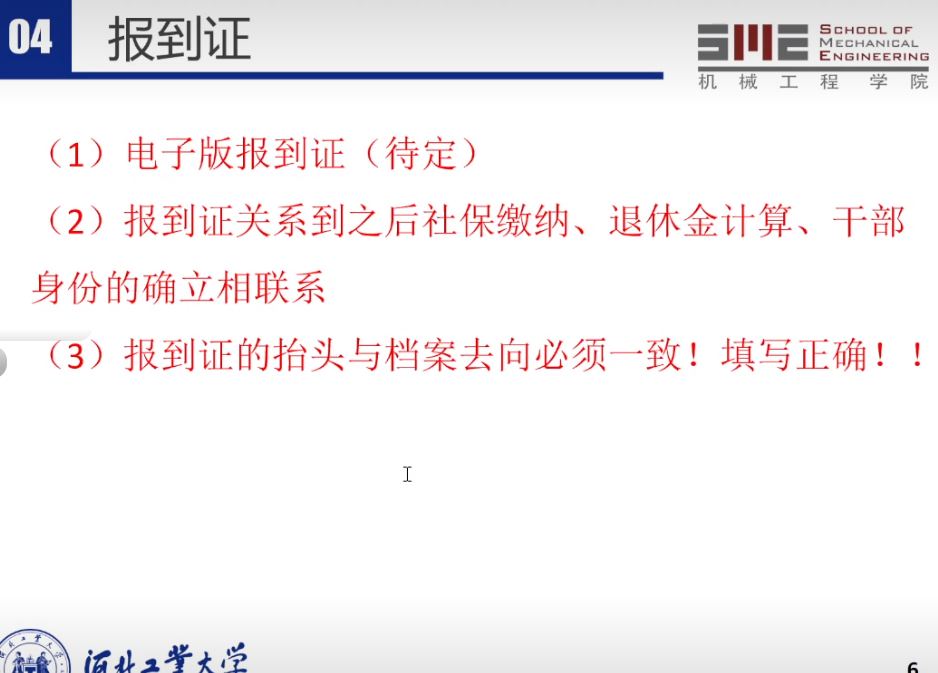 04 报到证
SCHOOL OF
MECHANICAL
ENGINEERING
机械工程学院
（1）电子版报到证（待定）
（2）报到证关系到之后社保缴纳、退休金计算、干部
身份的确立相联系
（3）报到证的抬头与档案去向必须一致！填写正确！！
河北工业大学
6